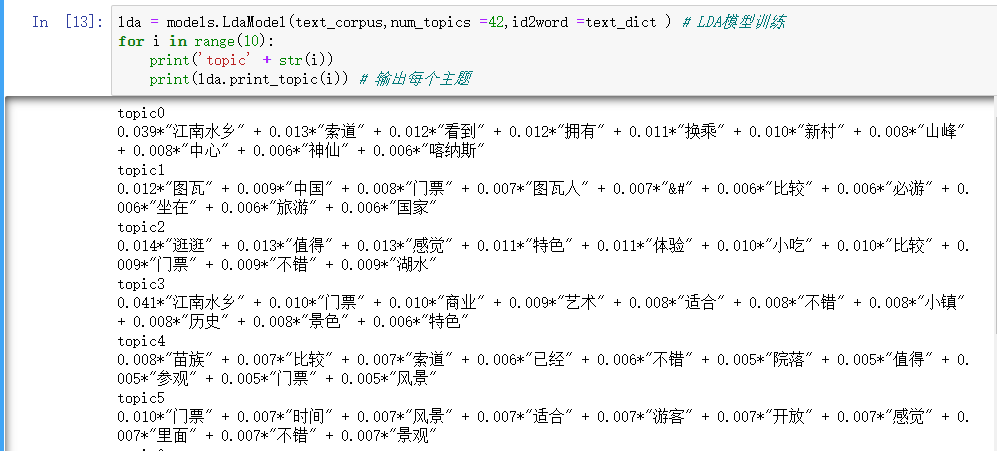 In [13]: lda = models.LdaModel(text_corpus,num_topics =42,id2word =text_dict ) # LDA模型训练
for i in range(10):
    print('topic' + str(i))
    print(lda.print_topic(i)) # 输出每个主题
topic0
0.039*"江南水乡" + 0.013*"索道" + 0.012*"看到" + 0.012*"拥有" + 0.011*"换乘" + 0.010*"新村" + 0.008*"山峰"
+ 0.008*"中心" + 0.006*"神仙" + 0.006*"喀纳斯"
topic1
0.012*"图瓦" + 0.009*"中国" + 0.008*"门票" + 0.007*"图瓦人" + 0.007*"&#" + 0.006*"比较" + 0.006*"必游" + 0.
006*"坐在" + 0.006*"旅游" + 0.006*"国家"
topic2
0.014*"逛逛" + 0.013*"值得" + 0.013*"感觉" + 0.011*"特色" + 0.011*"体验" + 0.010*"小吃" + 0.010*"比较" + 0.
009*"门票" + 0.009*"不错" + 0.009*"湖水"
topic3
0.041*"江南水乡" + 0.010*"门票" + 0.010*"商业" + 0.009*"艺术" + 0.008*"适合" + 0.008*"不错" + 0.008*"小镇"
+ 0.008*"历史" + 0.008*"景色" + 0.006*"特色"
topic4
0.008*"苗族" + 0.007*"比较" + 0.007*"索道" + 0.006*"已经" + 0.006*"不错" + 0.005*"院落" + 0.005*"值得" + 0.
005*"参观" + 0.005*"门票" + 0.005*"风景"
topic5
0.010*"门票" + 0.007*"时间" + 0.007*"风景" + 0.007*"适合" + 0.007*"游客" + 0.007*"开放" + 0.007*"感觉" + 0.
007*"里面" + 0.007*"不错" + 0.007*"景观"